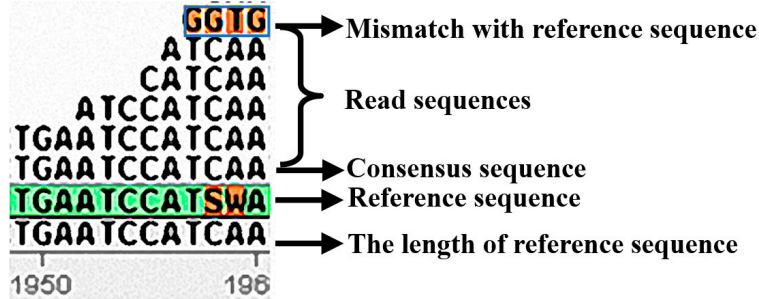 GGTG Mismatch with reference sequence
ATCAA
CATCAA
ATCCATCAA Read sequences
TGAATCCATCAA
TGAATCCATCAA Consensus sequence
TGAATCCATSWA Reference sequence
TGAATCCATCAA The length of reference sequence
1950 196